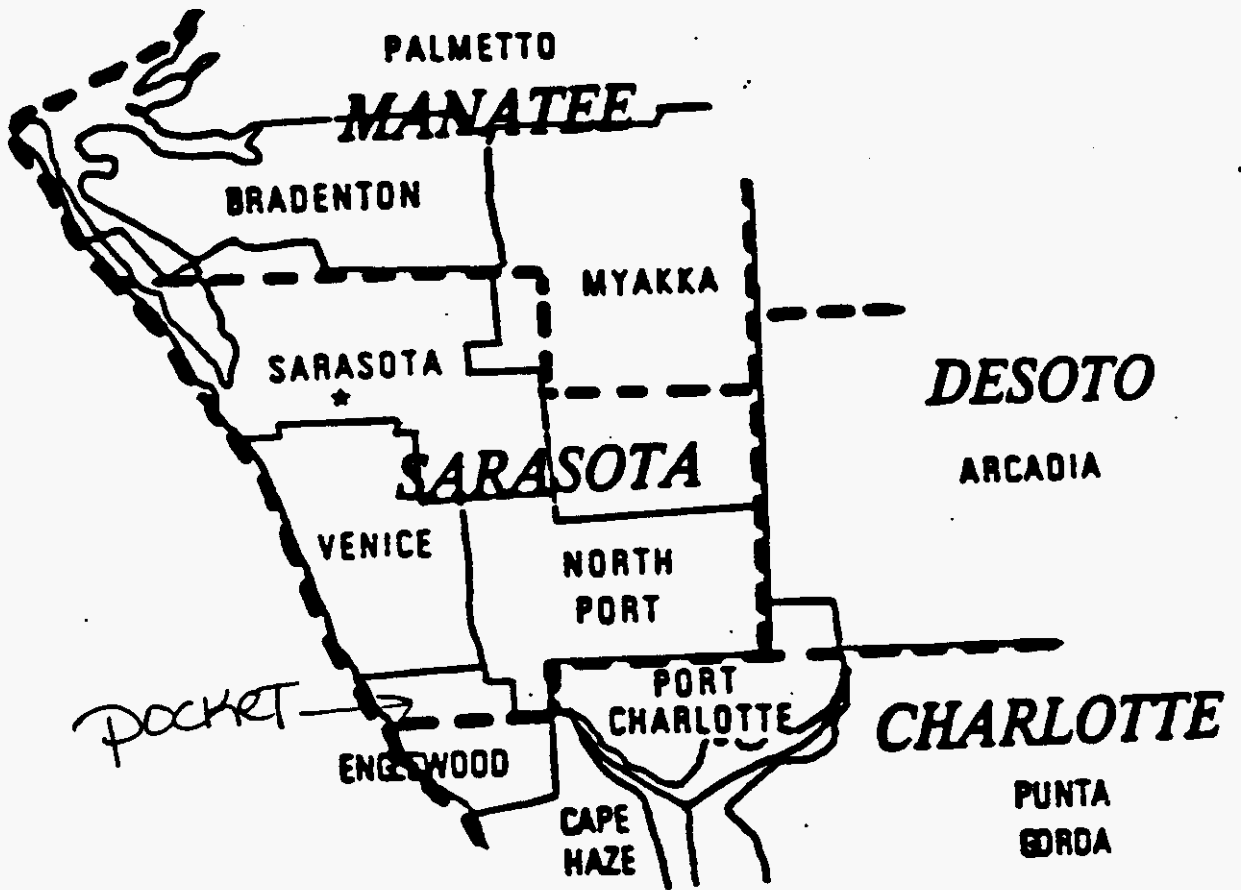 PALMETTO
MANATEE
BRADENTON
MYAKKA
SARASOTA
*
DESOTO
SARASOTA
ARCADIA
VENICE
NORTH
PORT
POCKET
PORT
CHARLOTTE
CHARLOTTE
ENGLEWOOD
CAPE
HAZE
PUNTA
GORDA